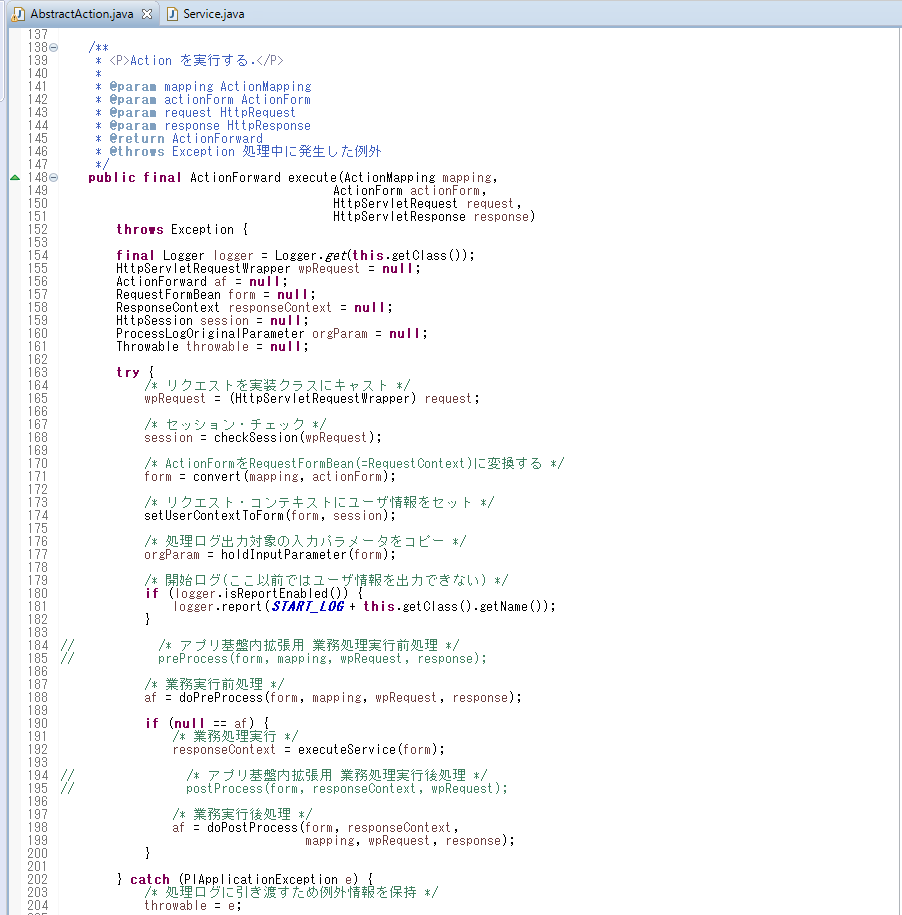 AbstractAction.java Service.java
137
138 /**
139 * <P>Action を実行する.</P>
140 *
141 * @param mapping ActionMapping
142 * @param actionForm ActionForm
143 * @param request HttpRequest
144 * @param response HttpResponse
145 * @return ActionForward
146 * @throws Exception 処理中に発生した例外
147 */
148 public final ActionForward execute(ActionMapping mapping,
149 ActionForm actionForm,
150 HttpServletRequest request,
151 HttpServletResponse response)
152 throws Exception {
153
154 final Logger logger = Logger.get(this.getClass());
155 HttpServletRequestWrapper wpRequest = null;
156 ActionForward af = null;
157 RequestFormBean form = null;
158 ResponseContext responseContext = null;
159 HttpSession session = null;
160 ProcessLogOriginalParameter orgParam = null;
161 Throwable throwable = null;
162
163 try {
164 /* リクエストを実装クラスにキャスト */
165 wpRequest = (HttpServletRequestWrapper) request;
166
167 /* セッション・チェック */
168 session = checkSession(wpRequest);
169
170 /* ActionFormをRequestFormBean(=RequestContext)に変換する */
171 form = convert(mapping, actionForm);
172
173 /* リクエスト・コンテキストにユーザ情報をセット */
174 setUserContextToForm(form, session);
175
176 /* 処理ログ出力対象の入力パラメータをコピー */
177 orgParam = holdInputParameter(form);
178
179 /* 開始ログ(ここ以前ではユーザ情報を出力できない) */
180 if (logger.isReportEnabled()) {
181 logger.report(START_LOG + this.getClass().getName());
182 }
183
184 // /* アプリ基盤内拡張用 業務処理実行前処理 */
185 // preProcess(form, mapping, wpRequest, response);
186
187 /* 業務実行前処理 */
188 af = doPreProcess(form, mapping, wpRequest, response);
189
190 if (null == af) {
191 /* 業務処理実行 */
192 responseContext = executeService(form);
193
194 // /* アプリ基盤内拡張用 業務処理実行後処理 */
195 // postProcess(form, responseContext, wpRequest);
196
197 /* 業務実行後処理 */
198 af = doPostProcess(form, responseContext,
199 mapping, wpRequest, response);
200 }
201
202 } catch (PIApplicationException e) {
203 /* 処理ログに引き渡すため例外情報を保持 */
204 throwable = e;